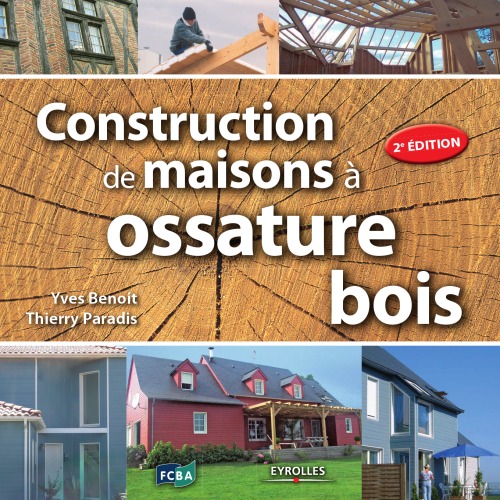 Construction
de maisons à
ossature
bois
2e ÉDITION
Yves Benoit
Thierry Paradis
FCBA
EYROLLES